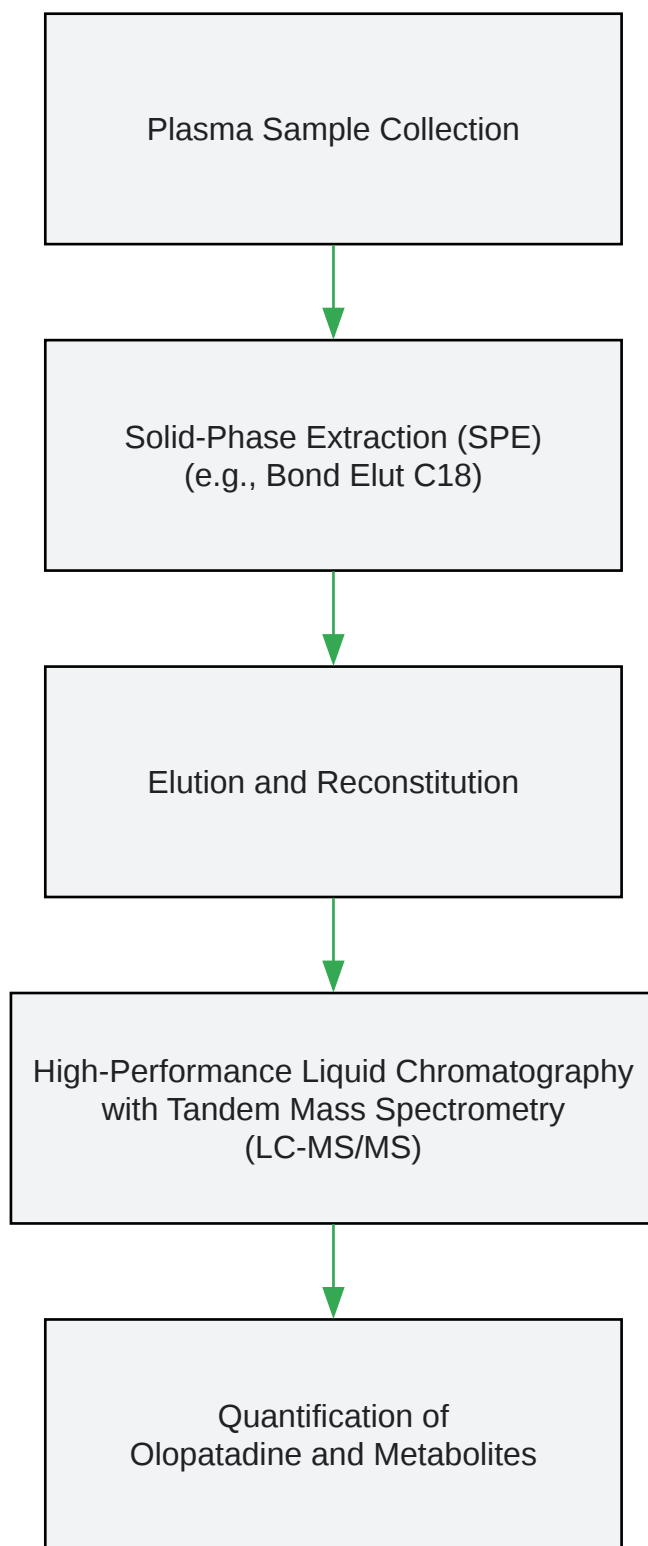 Plasma Sample Collection
Solid-Phase Extraction (SPE)
(e.g., Bond Elut C18)
Elution and Reconstitution
High-Performance Liquid Chromatography
with Tandem Mass Spectrometry
(LC-MS/MS)
Quantification of
Olopatadine and Metabolites